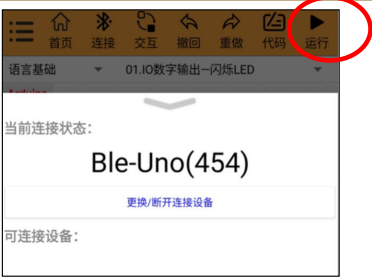 首页 连接 交互 撤回 重做 代码 运行
语言基础 01.IO数字输出—闪烁LED
Arduino
当前连接状态：
Ble-Uno(454)
更换/断开连接设备
可连接设备：